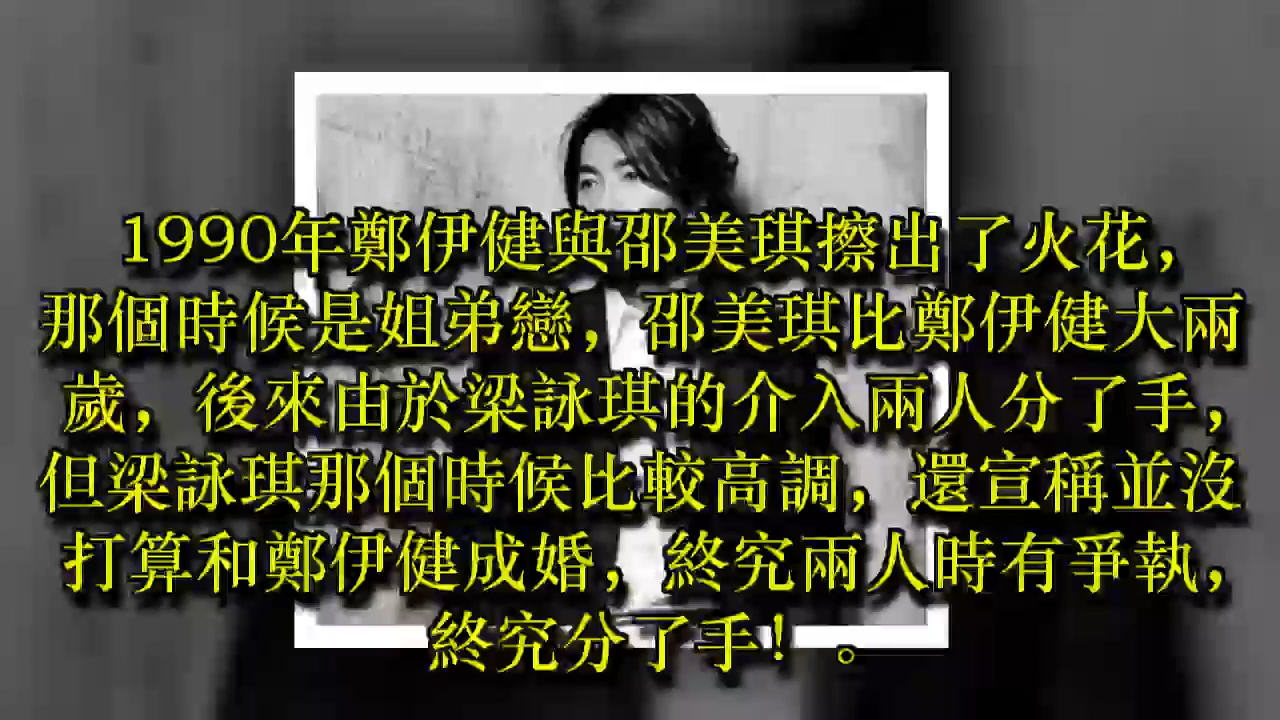 1990年鄭伊健與邵美琪擦出了火花，
那個時候是姐弟戀，邵美琪比鄭伊健大兩
歲，後來由於梁詠琪的介入兩人分了手，
但梁詠琪那個時候比較高調，還宣稱並沒
打算和鄭伊健成婚，終究兩人時有爭執，
終究分了手！。